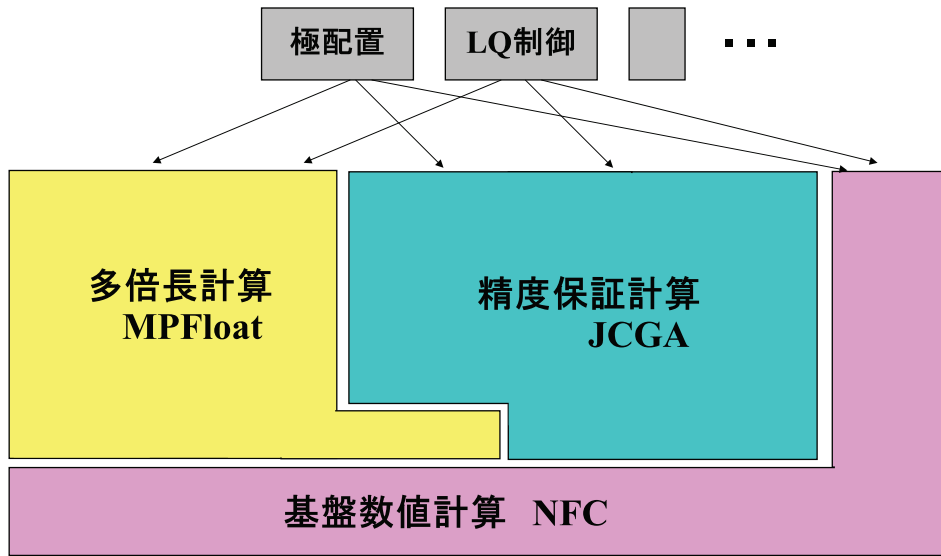 極配置
LQ制御
...
多倍長計算
MPFloat
精度保証計算
JCGA
基盤数値計算 NFC